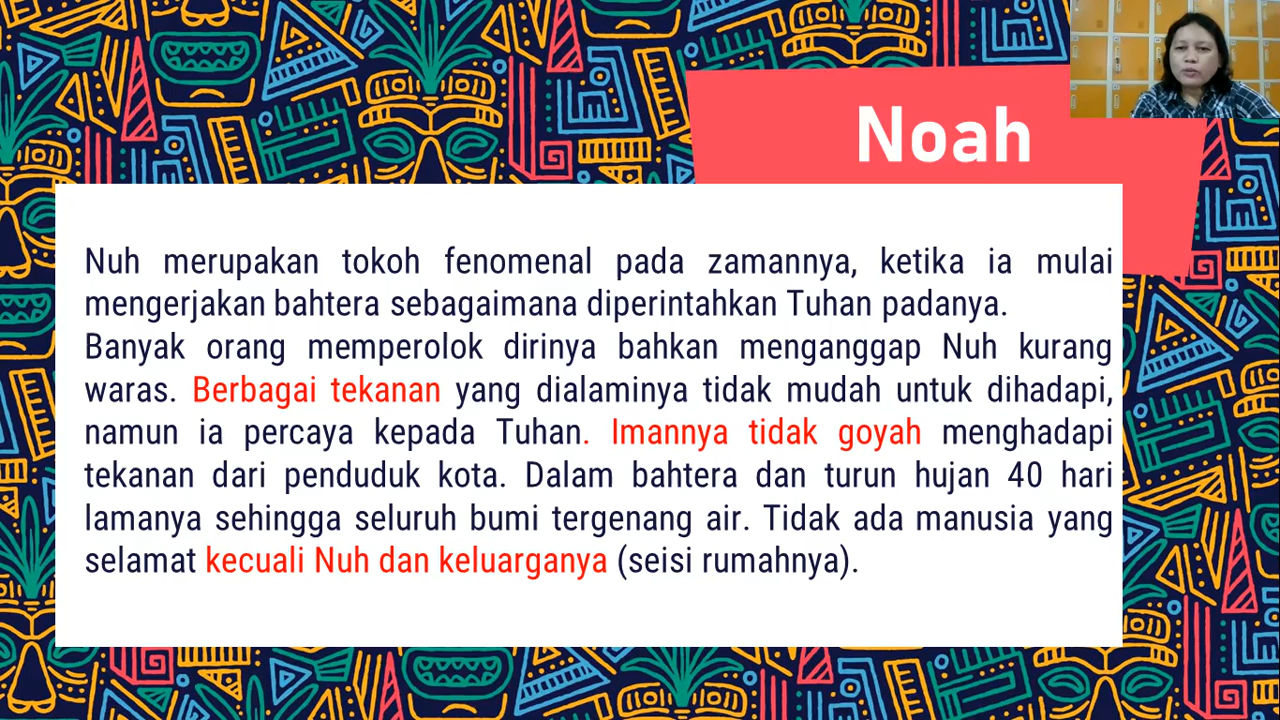 Noah
Nuh merupakan tokoh fenomenal pada zamannya, ketika ia mulai
mengerjakan bahtera sebagaimana diperintahkan Tuhan padanya.
Banyak orang memperolok dirinya bahkan menganggap Nuh kurang
waras. Berbagai tekanan yang dialaminya tidak mudah untuk dihadapi,
namun ia percaya kepada Tuhan. Imannya tidak goyah menghadapi
tekanan dari penduduk kota. Dalam bahtera dan turun hujan 40 hari
lamanya sehingga seluruh bumi tergenang air. Tidak ada manusia yang
selamat kecuali Nuh dan keluarganya (seisi rumahnya).